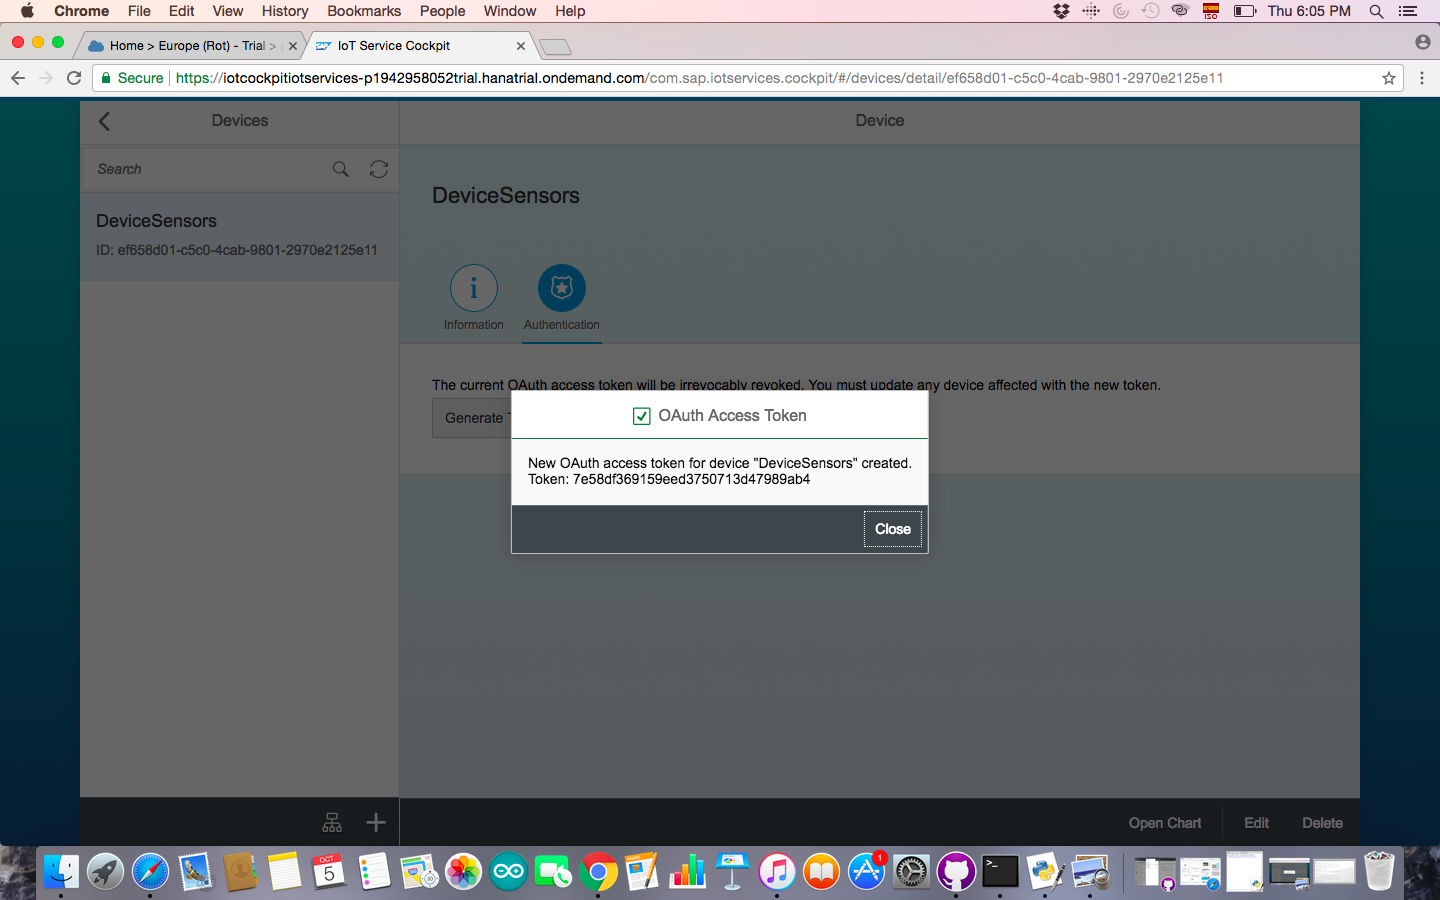 Chrome File Edit View History Bookmarks People Window Help ISO Thu 6:05 PM
Home > Europe (Rot) - Trial > IoT Service Cockpit
Secure https://iotcockpitiotservices-p1942958052trial.hanatrial.ondemand.com/com.sap.iotservices.cockpit/#/devices/detail/ef658d01-c5c0-4cab-9801-2970e2125e11
Devices
Device
Search
DeviceSensors
ID: ef658d01-c5c0-4cab-9801-2970e2125e11
DeviceSensors
Information Authentication
The current OAuth access token will be irrevocably revoked. You must update any device affected with the new token.
Generate
OAuth Access Token
New OAuth access token for device "DeviceSensors" created.
Token: 7e58df369159eed3750713d47989ab4
Close
Open Chart Edit Delete
OCT
5
1